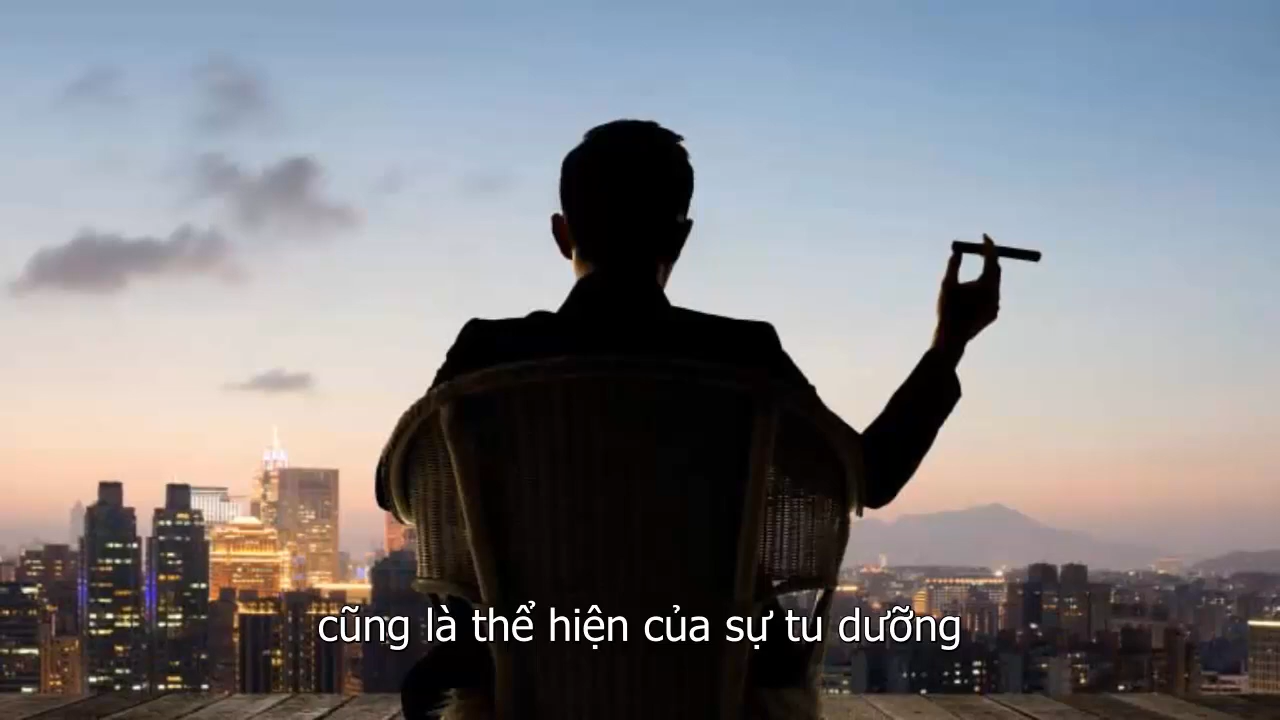 cũng là thể hiện của sự tu dưỡng